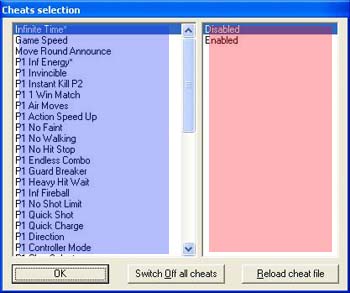 Cheats selection
Infinite Time*
Game Speed
Move Round Announce
P1 Inf Energy*
P1 Invincible
P1 Instant Kill P2
P1 1 Win Match
P1 Air Moves
P1 Action Speed Up
P1 No Faint
P1 No Walking
P1 No Hit Stop
P1 Endless Combo
P1 Guard Breaker
P1 Heavy Hit Wait
P1 Inf Fireball
P1 No Shot Limit
P1 Quick Shot
P1 Quick Charge
P1 Direction
P1 Controller Mode
Disabled
Enabled
OK
Switch Off all cheats
Reload cheat file